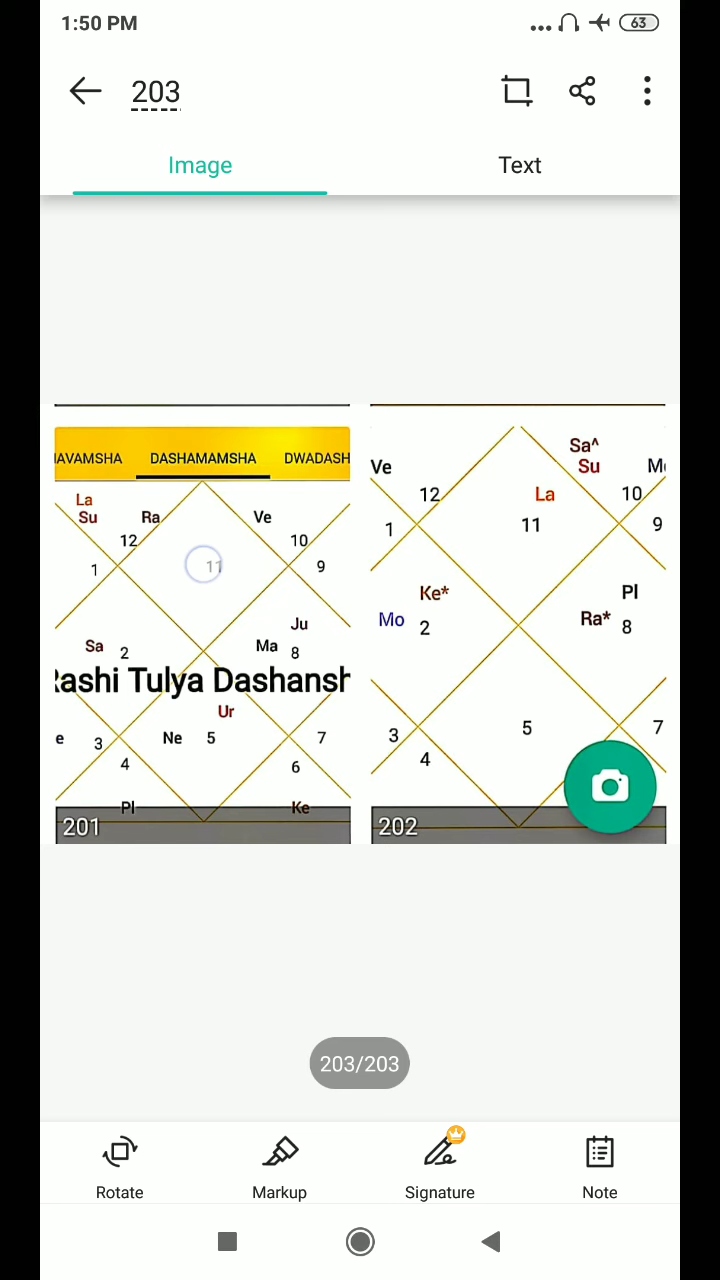 1:50 PM
63
203
Image
Text
AVAMSHA DASHAMAMSHA DWADASH
La
Su
Ra
Ve
12
10
1
11
9
Ju
Sa
2
Ma
8
Rashi Tulya Dashansh
Ur
e
3
Ne
5
7
4
6
Pl
Ke
201
Sa^
Ve
Su
M
12
La
10
1
11
9
Ke*
Pl
Mo
2
Ra*
8
3
5
7
4
202
203/203
Rotate
Markup
Signature
Note